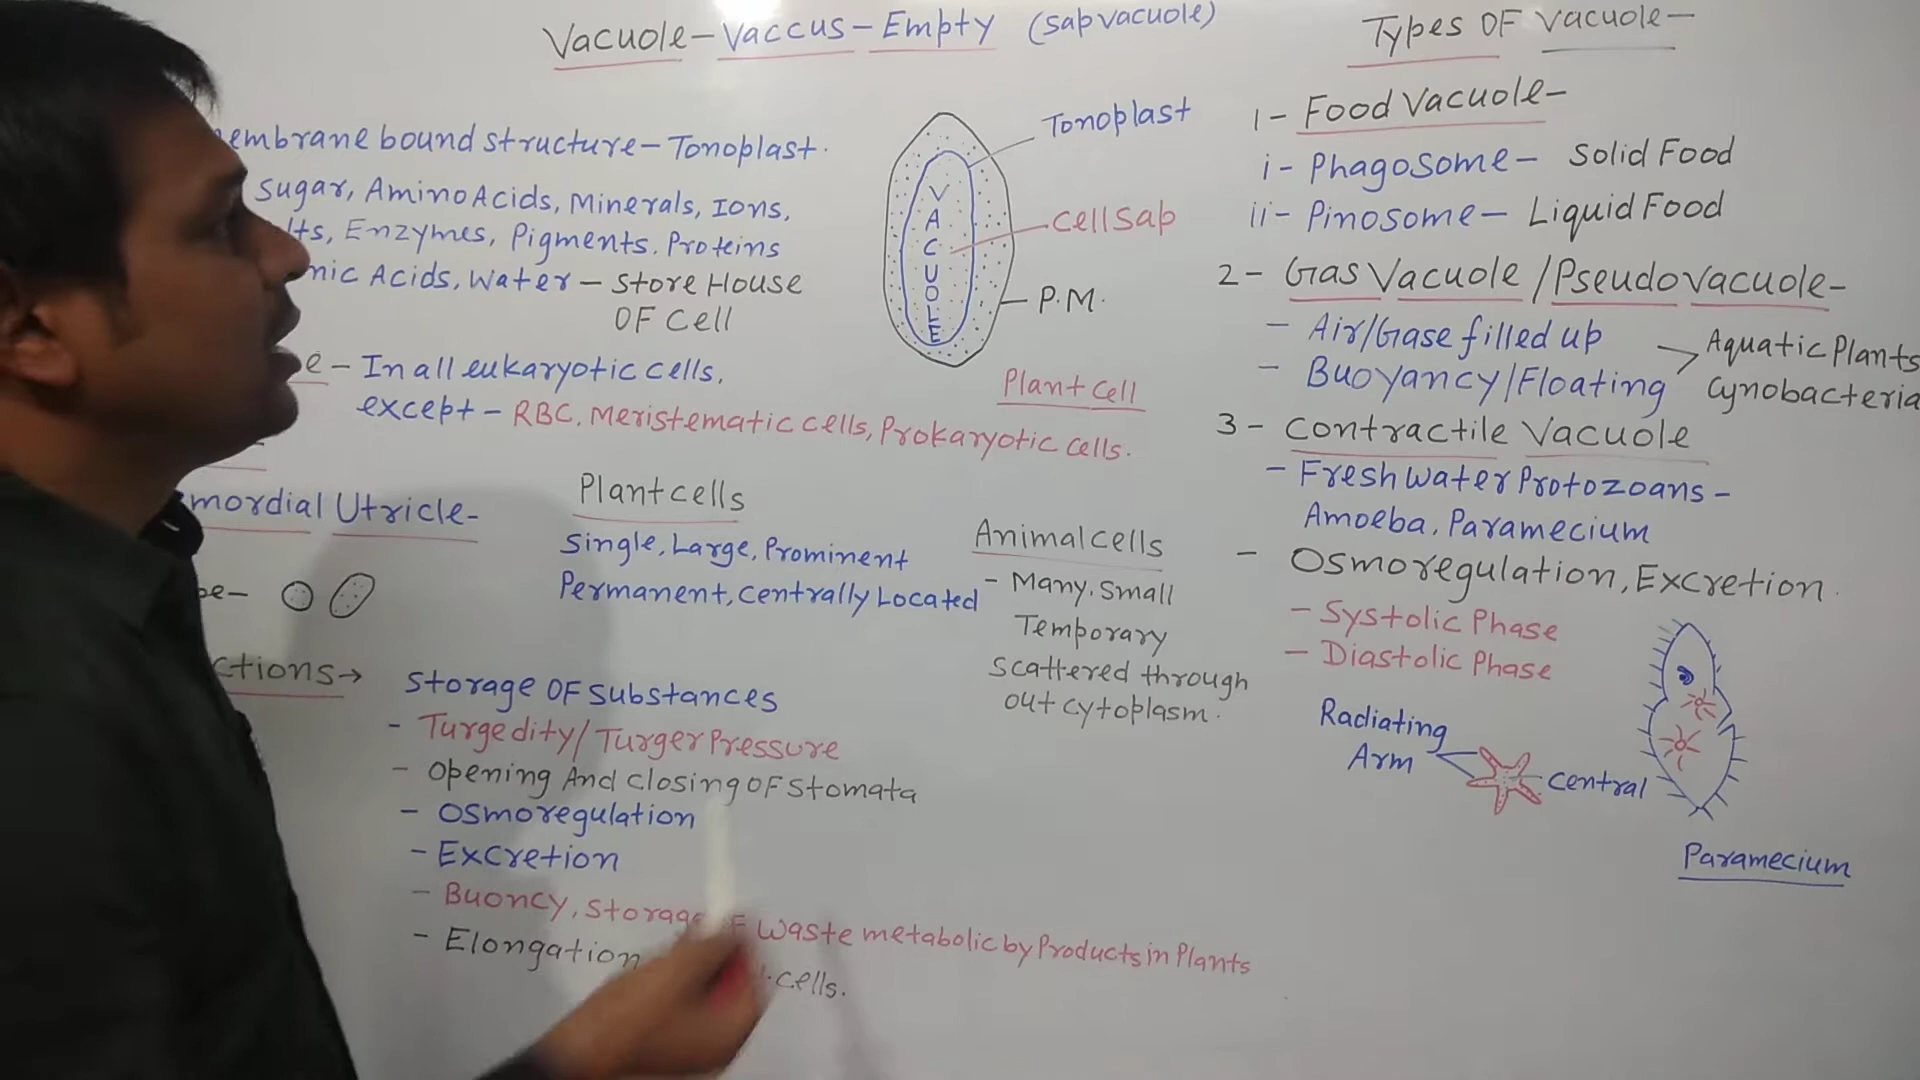 Vacuole-Vaccus-Empty (Sap vacuole)
embrane bound structure-Tonoplast.
Sugar, Amino Acids, Minerals, Ions,
lts, Enzymes, Pigments. Proteins
nic Acids, Water - Store House
OF Cell
e - In all eukaryotic cells,
except - RBC, Meristematic cells, Prokaryotic cells.
Tonoplast
VACUOLE
Cell Sap
P.M.
Plant Cell
mordial Utricle-
pe-
Plant cells
Single, Large, Prominent
Permanent, centrally Located
Animal cells
- Many, Small
Temporary
Scattered through
out cytoplasm.
ctions→
Storage OF substances
- Turgedity/Turger Pressure
- Opening And Closing OF Stomata
- Osmoregulation
- Excretion
- Buoncy, Storage F Waste metabolic by Products in Plants
- Elongation cells.
Types OF Vacuole-
1- Food Vacuole-
i- Phagosome- Solid Food
ii- Pinosome- Liquid Food
2- Gas Vacuole/Pseudovacuole-
- Air/Gase filled up
- Buoyancy/Floating
Aquatic Plants
Cynobacteria
3- Contractile Vacuole
- Fresh Water Protozoans-
Amoeba, Paramecium
- Osmoregulation, Excretion.
- Systolic Phase
- Diastolic Phase
Radiating
Arm
Central
Paramecium